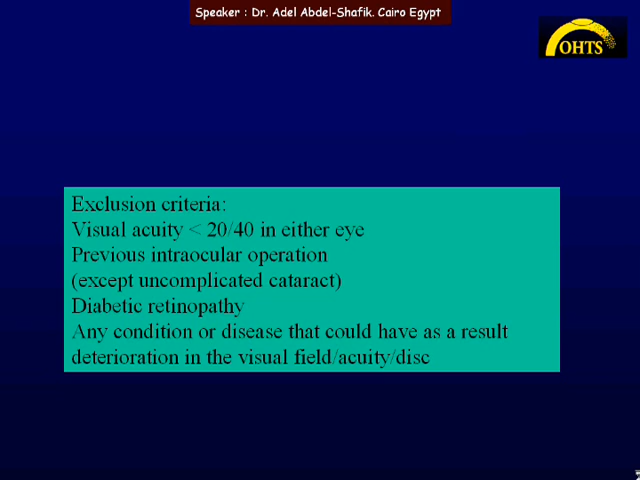 Speaker : Dr. Adel Abdel-Shafik. Cairo Egypt
OHTS
Exclusion criteria:
Visual acuity < 20/40 in either eye
Previous intraocular operation
(except uncomplicated cataract)
Diabetic retinopathy
Any condition or disease that could have as a result
deterioration in the visual field/acuity/disc